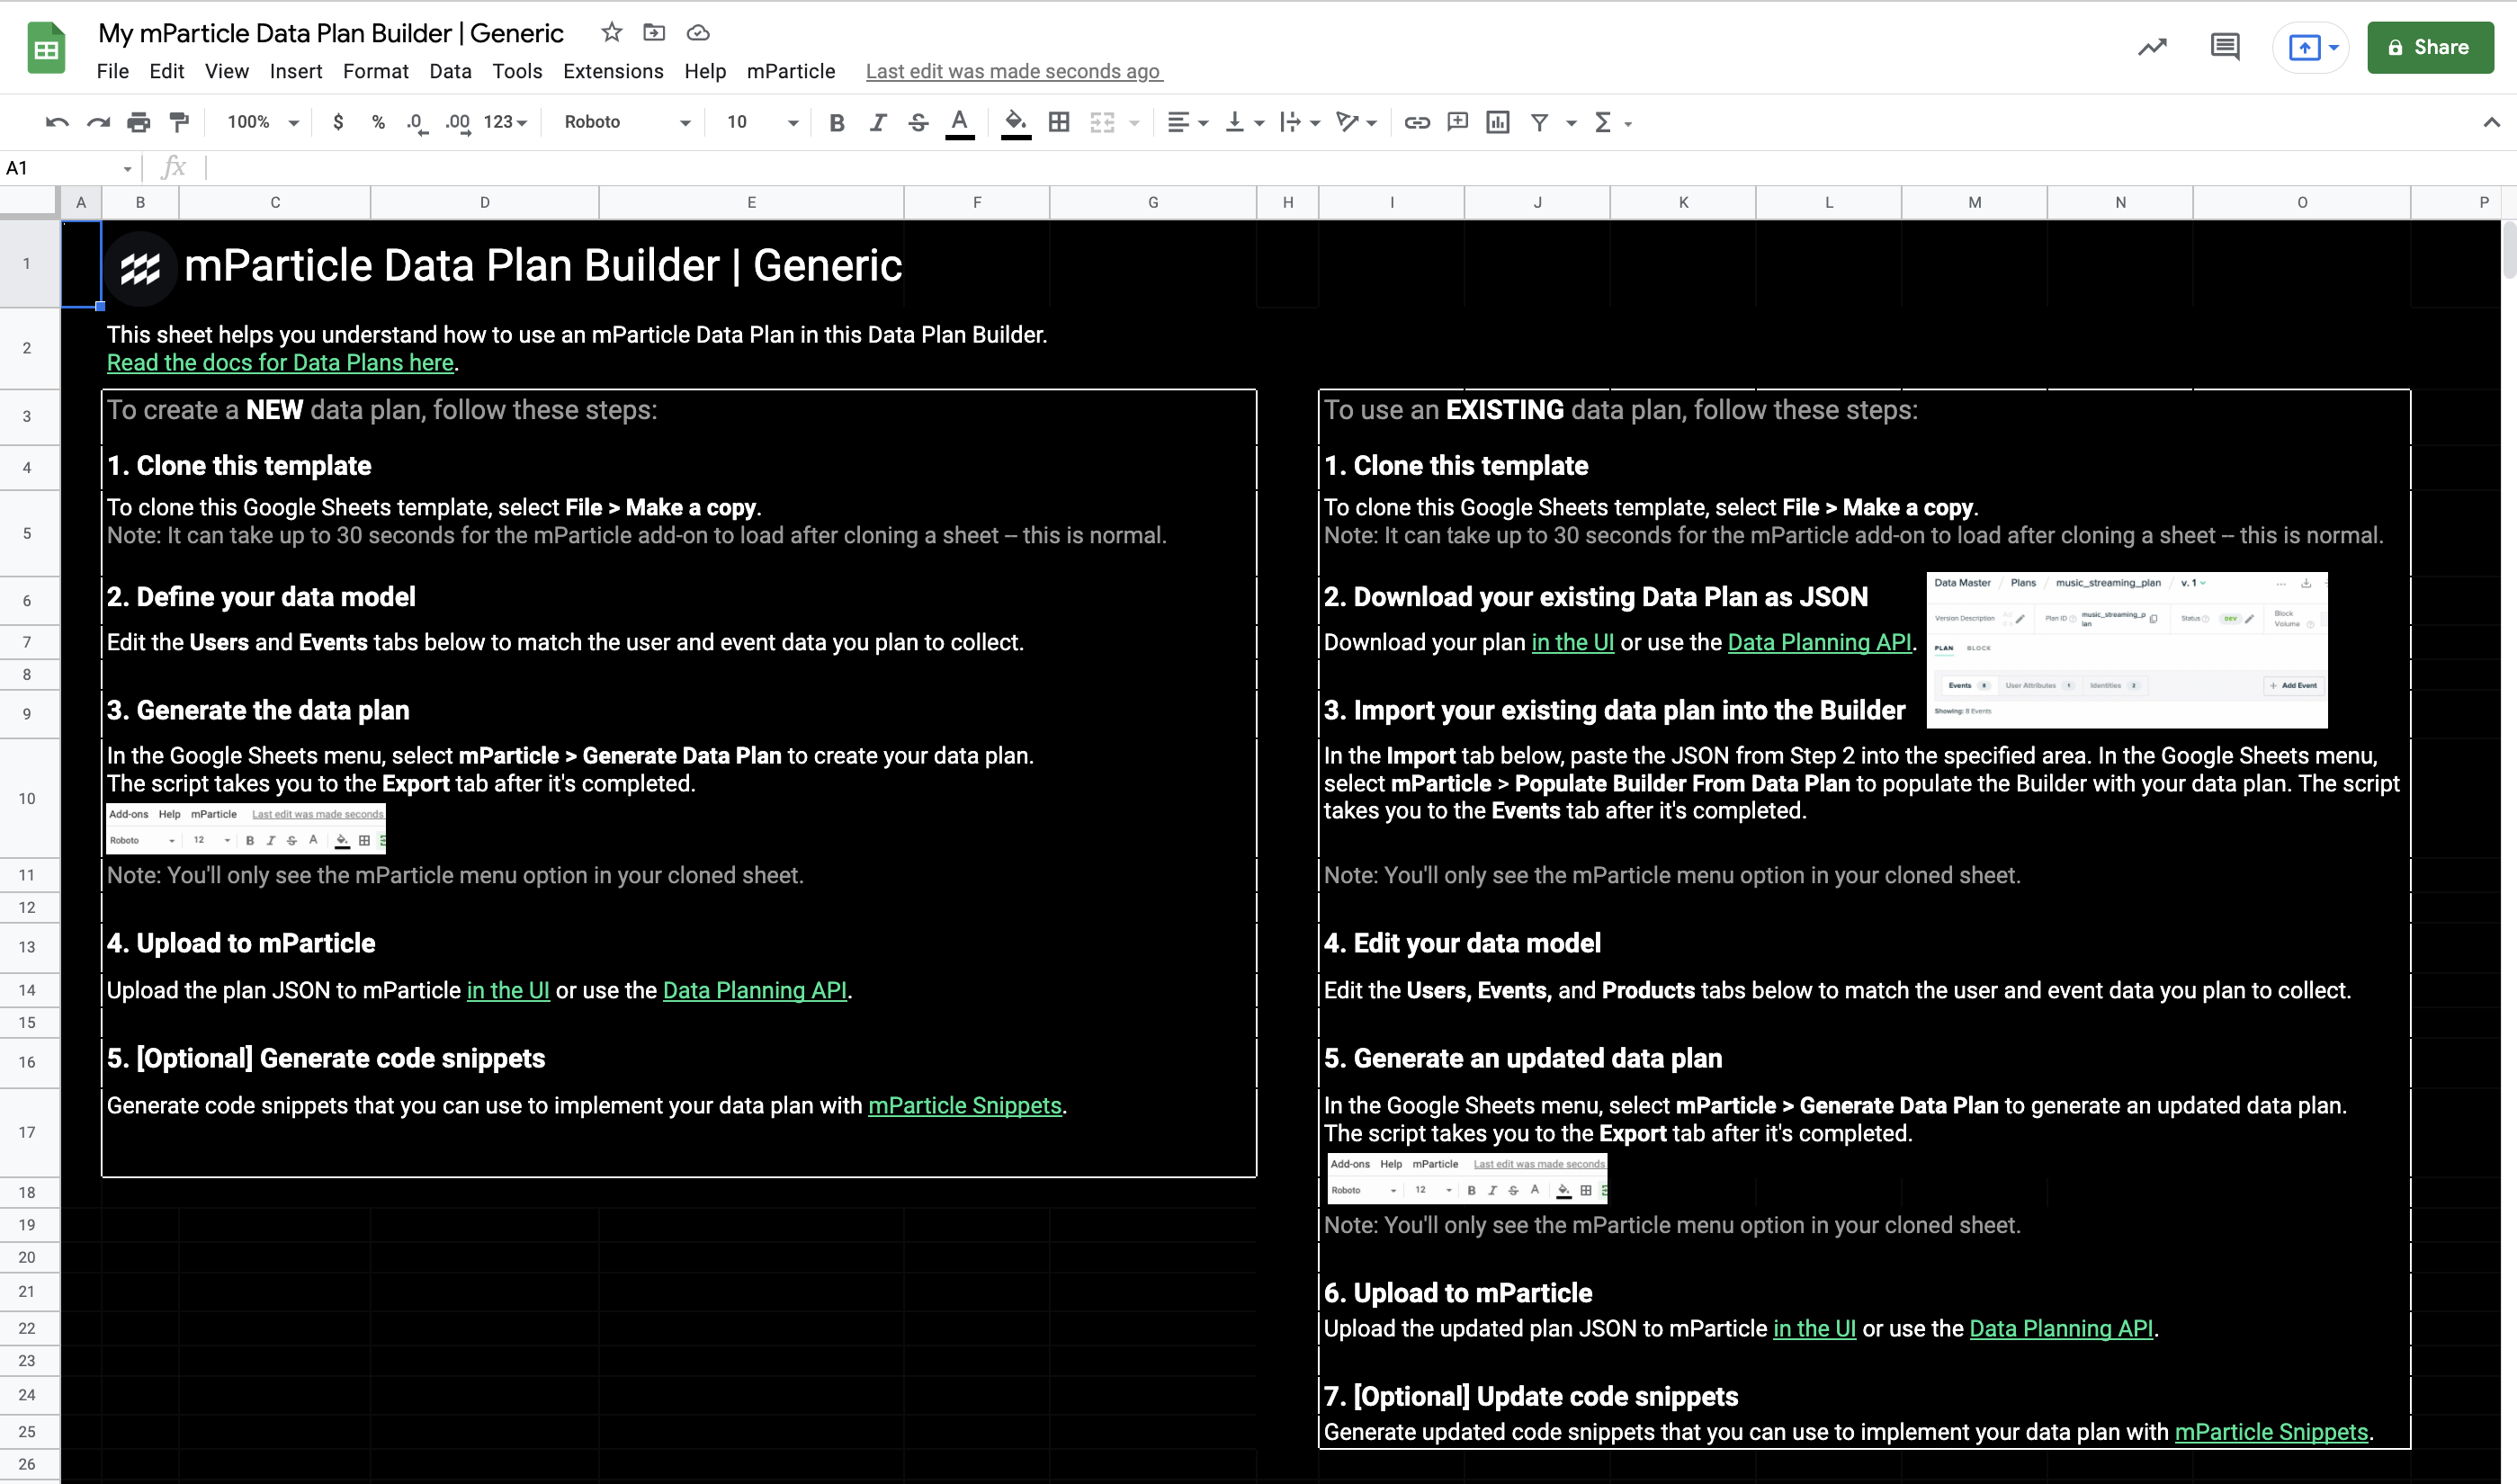 My mParticle Data Plan Builder | Generic
File Edit View Insert Format Data Tools Extensions Help mParticle Last edit was made seconds ago
Share
100% $ % .0 .00 123 Roboto 10 B I S A
A1 fx
A B C D E F G H I J K L M N O P
1
mParticle Data Plan Builder | Generic
2
This sheet helps you understand how to use an mParticle Data Plan in this Data Plan Builder.
Read the docs for Data Plans here.
3
To create a NEW data plan, follow these steps:
4
1. Clone this template
5
To clone this Google Sheets template, select File > Make a copy.
Note: It can take up to 30 seconds for the mParticle add-on to load after cloning a sheet -- this is normal.
6
2. Define your data model
7
Edit the Users and Events tabs below to match the user and event data you plan to collect.
8
9
3. Generate the data plan
10
In the Google Sheets menu, select mParticle > Generate Data Plan to create your data plan.
The script takes you to the Export tab after it's completed.
Add-ons Help mParticle Last edit was made seconds
Roboto 12 B I S A
11
Note: You'll only see the mParticle menu option in your cloned sheet.
12
13
4. Upload to mParticle
14
Upload the plan JSON to mParticle in the UI or use the Data Planning API.
15
16
5. [Optional] Generate code snippets
17
Generate code snippets that you can use to implement your data plan with mParticle Snippets.
18
19
20
21
22
23
24
25
26
To use an EXISTING data plan, follow these steps:
1. Clone this template
To clone this Google Sheets template, select File > Make a copy.
Note: It can take up to 30 seconds for the mParticle add-on to load after cloning a sheet -- this is normal.
2. Download your existing Data Plan as JSON
Download your plan in the UI or use the Data Planning API.
Data Master / Plans / music_streaming_plan / v. 1
Version Description Plan ID music_streaming_p
lan
Status DEV Block
Volume
PLAN BLOCK
Events 8 User Attributes 1 Identities 2 + Add Event
Showing: 8 Events
3. Import your existing data plan into the Builder
In the Import tab below, paste the JSON from Step 2 into the specified area. In the Google Sheets menu,
select mParticle > Populate Builder From Data Plan to populate the Builder with your data plan. The script
takes you to the Events tab after it's completed.
Note: You'll only see the mParticle menu option in your cloned sheet.
4. Edit your data model
Edit the Users, Events, and Products tabs below to match the user and event data you plan to collect.
5. Generate an updated data plan
In the Google Sheets menu, select mParticle > Generate Data Plan to generate an updated data plan.
The script takes you to the Export tab after it's completed.
Add-ons Help mParticle Last edit was made seconds
Roboto 12 B I S A
Note: You'll only see the mParticle menu option in your cloned sheet.
6. Upload to mParticle
Upload the updated plan JSON to mParticle in the UI or use the Data Planning API.
7. [Optional] Update code snippets
Generate updated code snippets that you can use to implement your data plan with mParticle Snippets.